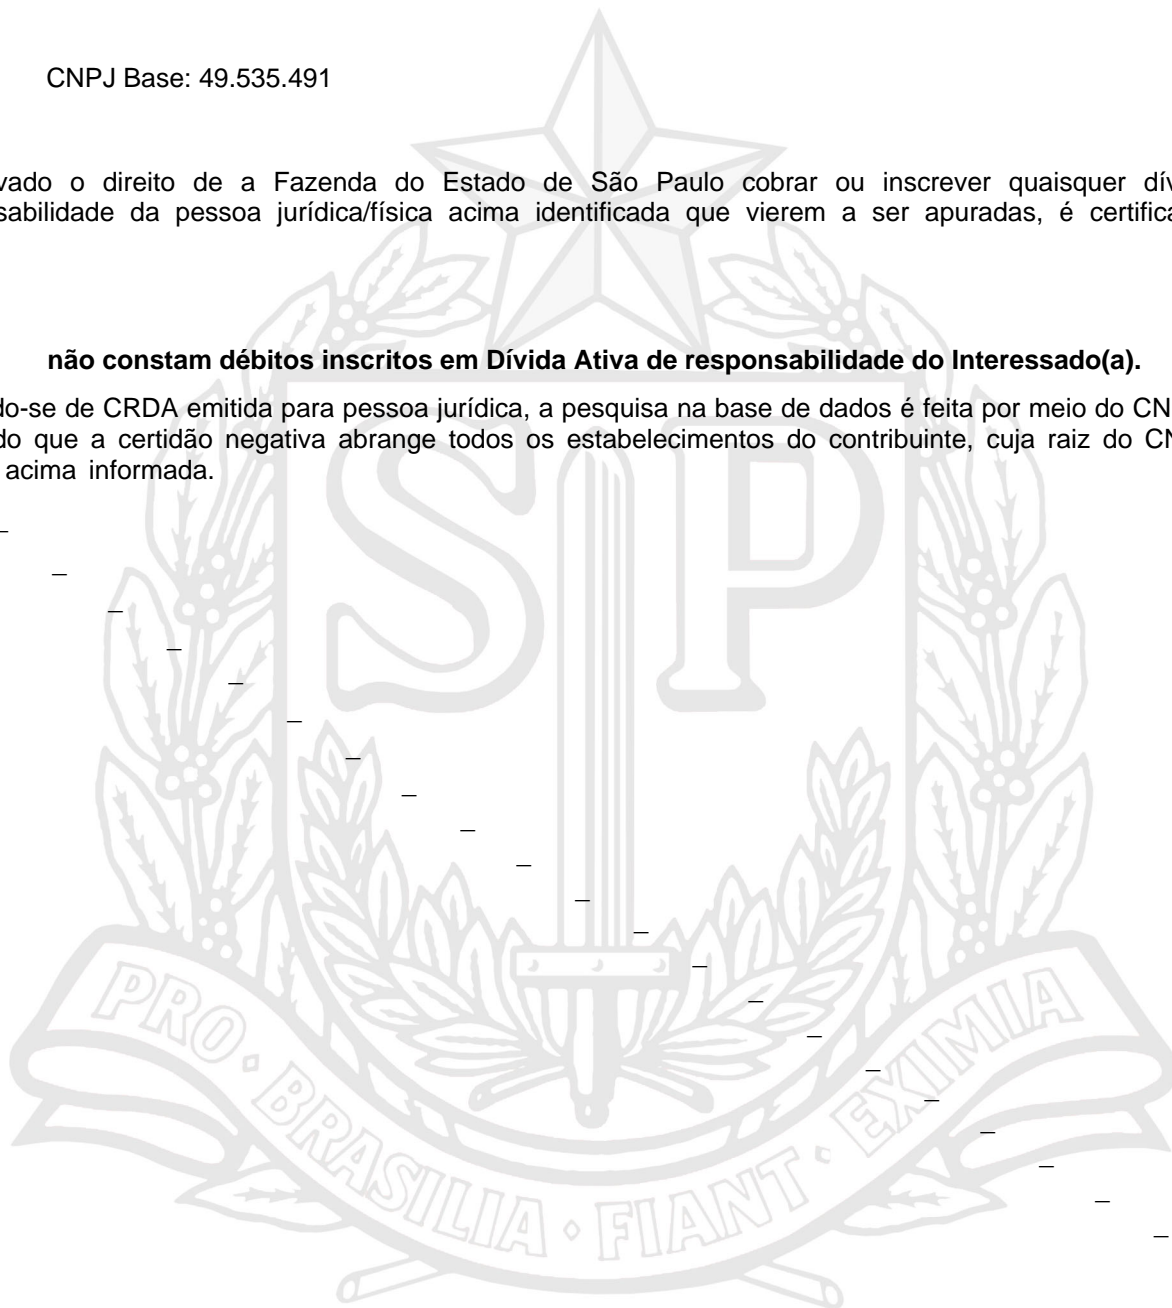 CNPJ Base: 49.535.491
vado o direito de a Fazenda do Estado de São Paulo cobrar ou inscrever quaisquer dív
sabilidade da pessoa jurídica/física acima identificada que vierem a ser apuradas, é certifica
não constam débitos inscritos em Dívida Ativa de responsabilidade do Interessado(a).
do-se de CRDA emitida para pessoa jurídica, a pesquisa na base de dados é feita por meio do CN
do que a certidão negativa abrange todos os estabelecimentos do contribuinte, cuja raiz do CN
acima informada.
SP
PRO · BRASILIA · FIANT · EXIMIA